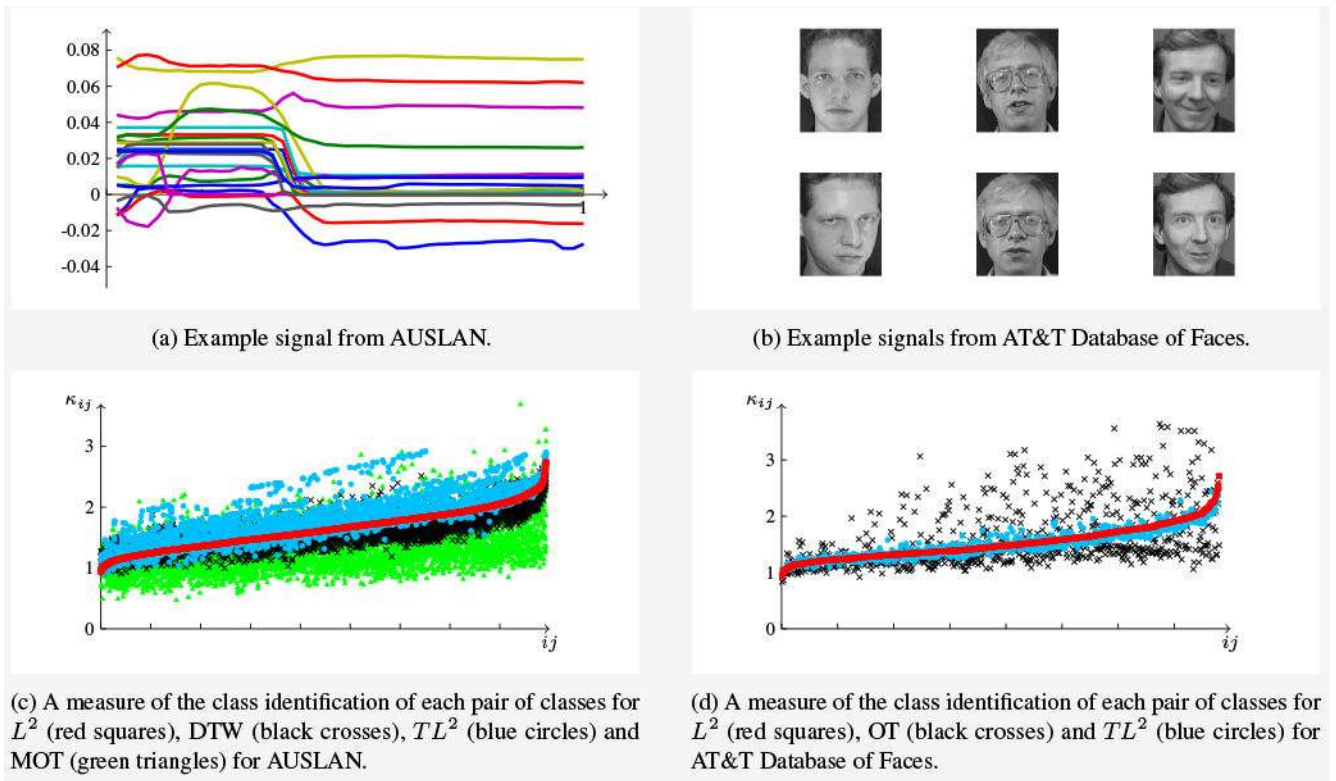 0.08
0.06
0.04
0.02
0
-0.02
-0.04
1
(a) Example signal from AUSLAN.
(b) Example signals from AT&T Database of Faces.
κij
3
2
1
0
ij
(c) A measure of the class identification of each pair of classes for
L² (red squares), DTW (black crosses), TL² (blue circles) and
MOT (green triangles) for AUSLAN.
κij
3
2
1
0
ij
(d) A measure of the class identification of each pair of classes for
L² (red squares), OT (black crosses) and TL² (blue circles) for
AT&T Database of Faces.